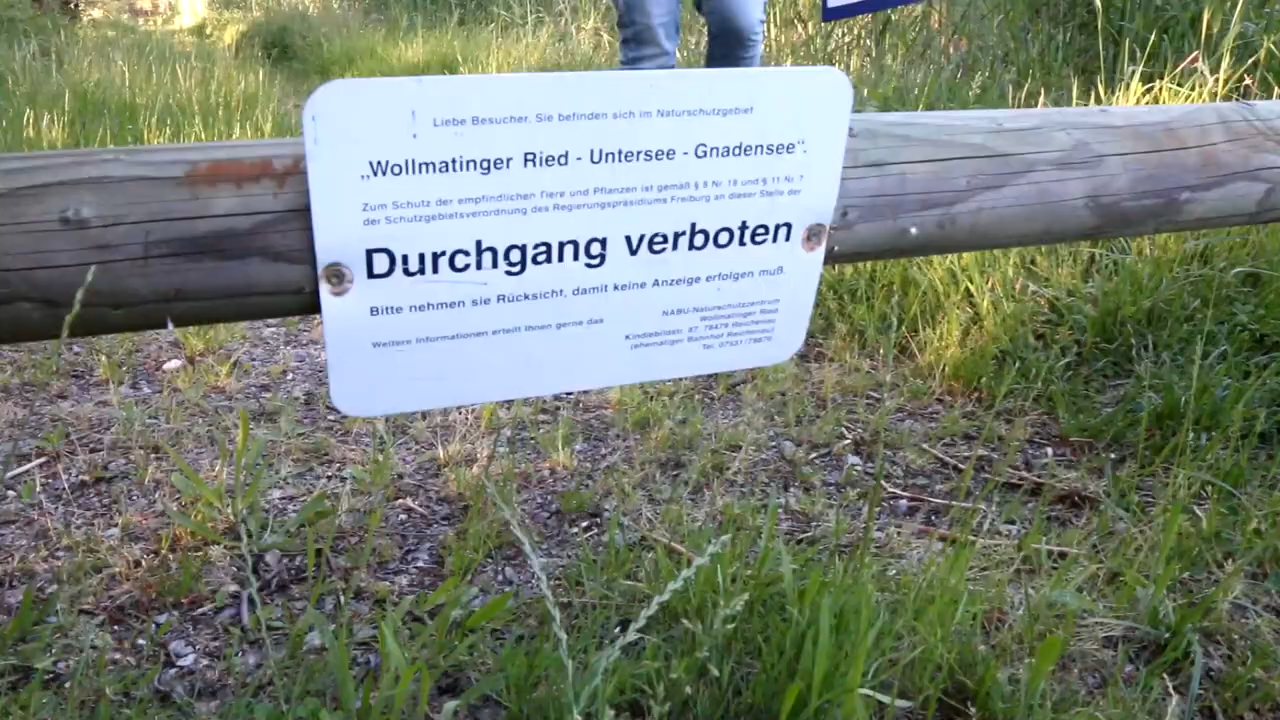 Liebe Besucher, Sie befinden sich im Naturschutzgebiet
„Wollmatinger Ried - Untersee - Gnadensee“.
Zum Schutz der empfindlichen Tiere und Pflanzen ist gemäß § 8 Nr. 18 und § 11 Nr. 7
der Schutzgebietsverordnung des Regierungspräsidiums Freiburg an dieser Stelle der
Durchgang verboten
Bitte nehmen sie Rücksicht, damit keine Anzeige erfolgen muß.
Weitere Informationen erteilt Ihnen gerne das
NABU-Naturschutzzentrum
Wollmatinger Ried
Kindlebildstr. 87, 78479 Reichenau
(ehemaliger Bahnhof Reichenau)
Tel. 07531/78870